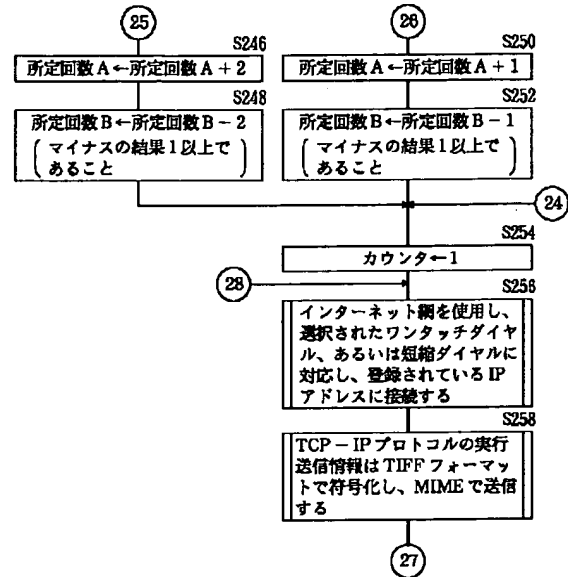 25
S246
所定回数A←所定回数A+2
S248
所定回数B←所定回数B-2
(マイナスの結果1以上で
あること)
26
S250
所定回数A←所定回数A+1
S252
所定回数B←所定回数B-1
(マイナスの結果1以上で
あること)
24
S254
カウンタ←1
28
S256
インターネット網を使用し、
選択されたワンタッチダイヤ
ル、あるいは短縮ダイヤルに
対応し、登録されているIP
アドレスに接続する
S258
TCP-IPプロトコルの実行
送信情報はTIFFフォーマッ
トで符号化し、MIMEで送信
する
27